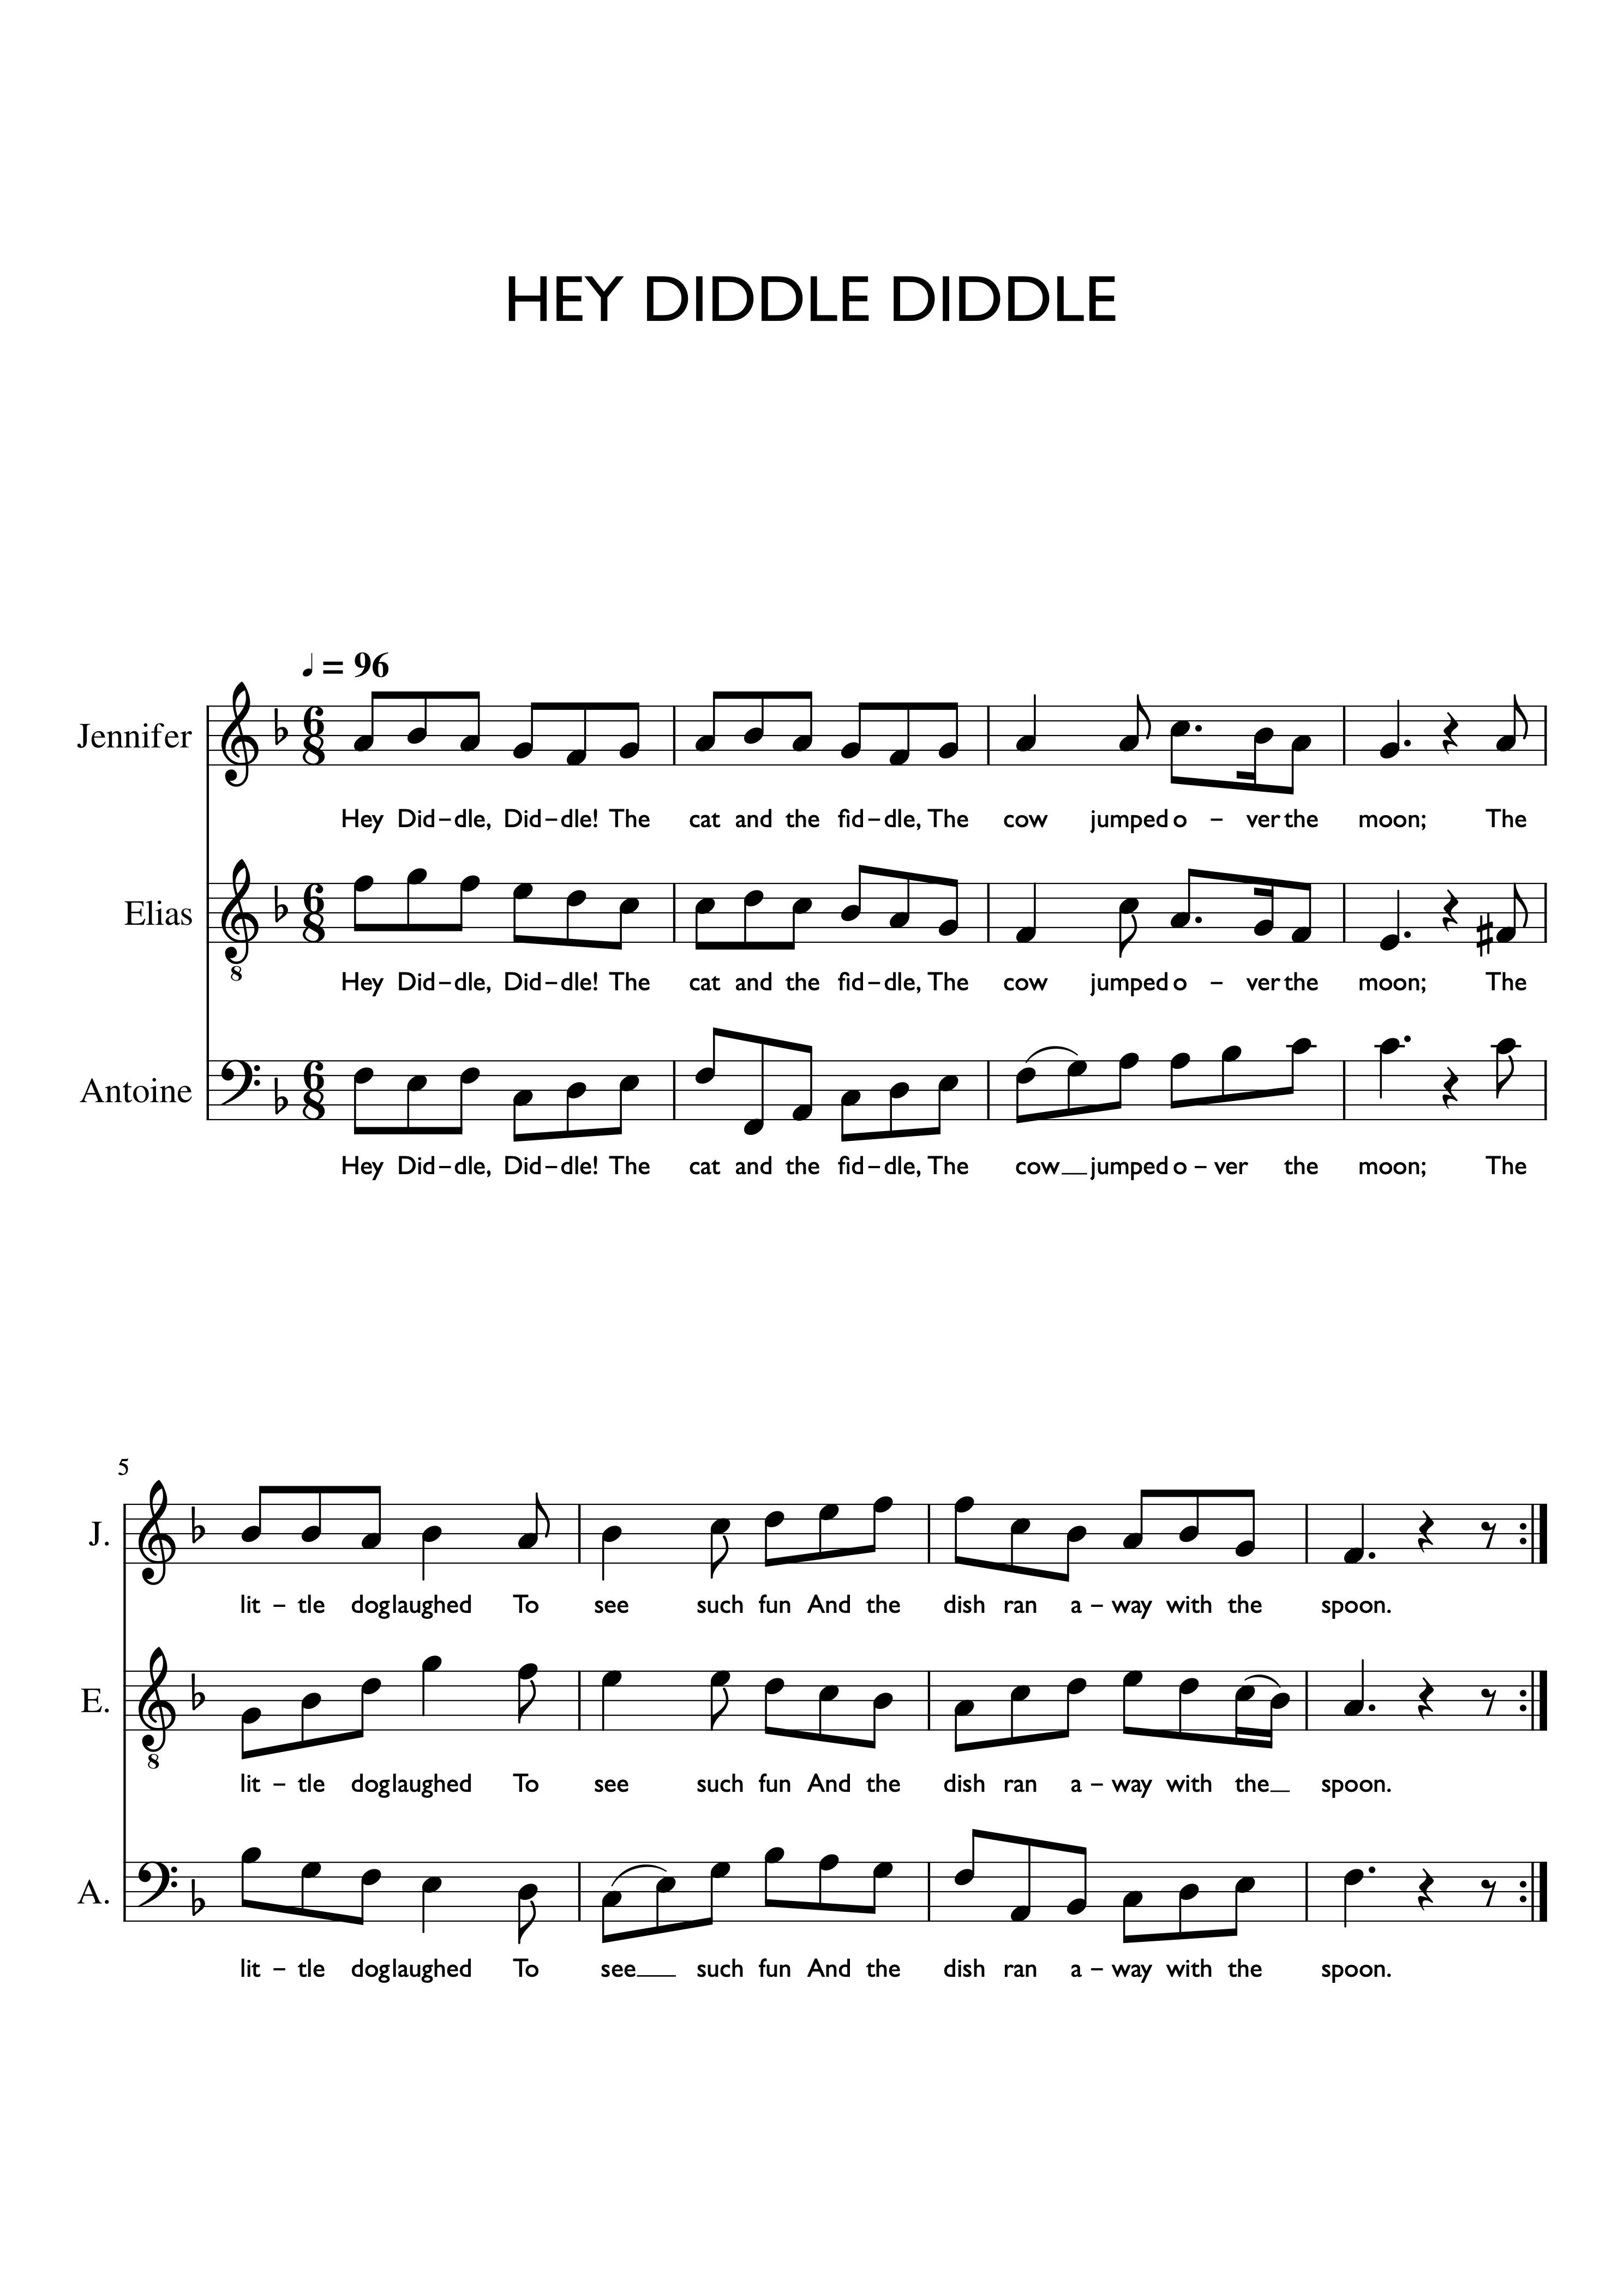 HEY DIDDLE DIDDLE
= 96
Jennifer
Hey Did–dle, Did–dle! The cat and the fid–dle, The cow jumped o – ver the moon; The
Elias
8
Hey Did–dle, Did–dle! The cat and the fid–dle, The cow jumped o – ver the moon; The
Antoine
Hey Did–dle, Did–dle! The cat and the fid–dle, The cow jumped o – ver the moon; The
5
J.
lit – tle dog laughed To see such fun And the dish ran a – way with the spoon.
E.
8
lit – tle dog laughed To see such fun And the dish ran a – way with the spoon.
A.
lit – tle dog laughed To see such fun And the dish ran a – way with the spoon.